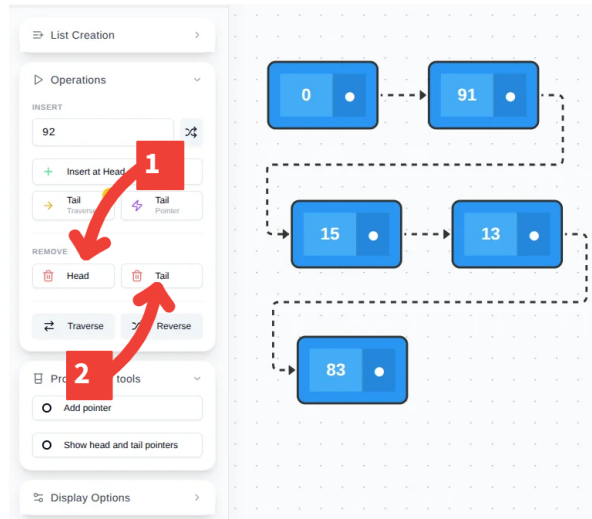 List Creation
Operations
INSERT
92
Insert at Head
1
Tail
Traverse
Tail
Pointer
REMOVE
Head
Tail
Traverse
Reverse
2
tools
Add pointer
Show head and tail pointers
Display Options
0
91
15
13
83